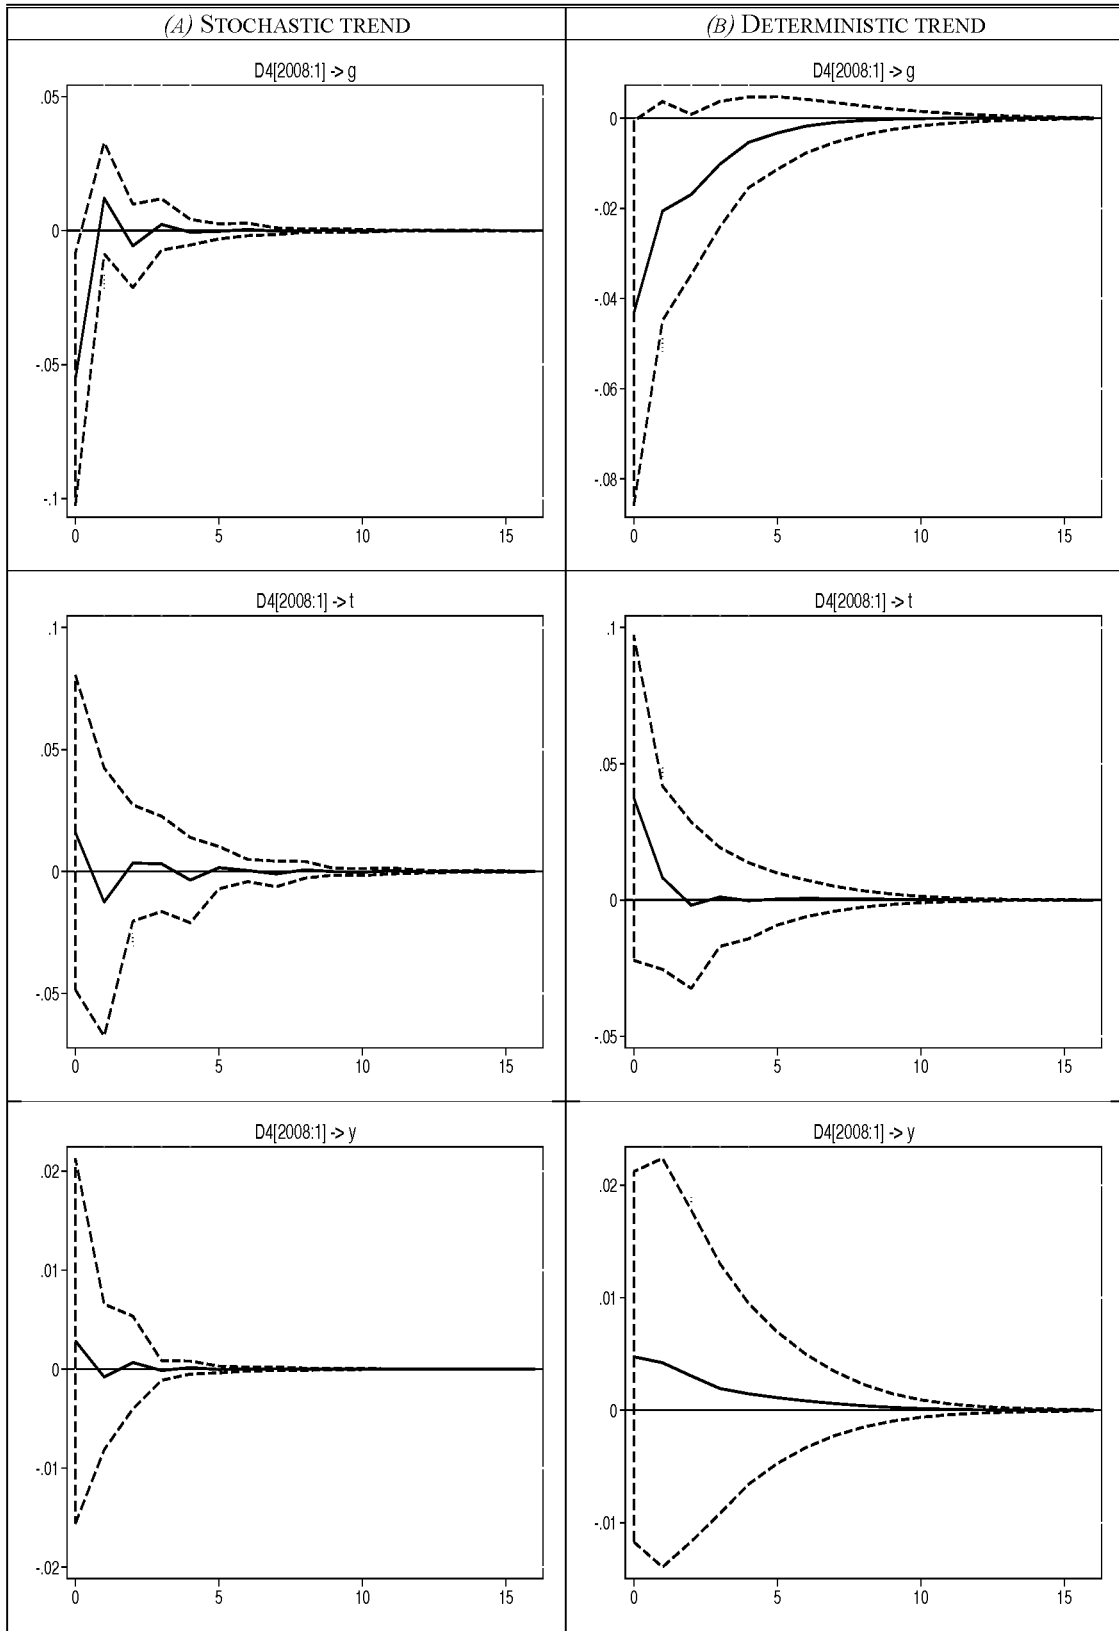 (A) STOCHASTIC TREND
(B) DETERMINISTIC TREND
D4[2008:1] -> g
.05
0
-.05
-.1
0 5 10 15
D4[2008:1] -> g
0
-.02
-.04
-.06
-.08
0 5 10 15
D4[2008:1] -> t
.1
.05
0
-.05
0 5 10 15
D4[2008:1] -> t
.1
.05
0
-.05
0 5 10 15
D4[2008:1] -> y
.02
.01
0
-.01
-.02
0 5 10 15
D4[2008:1] -> y
.02
.01
0
-.01
0 5 10 15